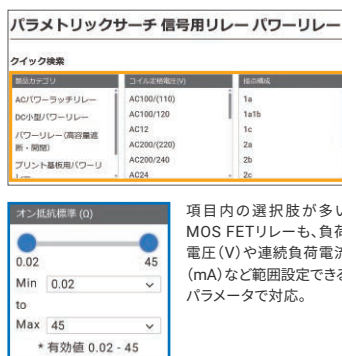 パラメトリックサーチ 信号用リレー パワーリレー
クイック検索
製品カテゴリ
ACパワーラッチリレー
DC小型パワーリレー
パワーリレー(高容量遮
断・開閉)
プリント基板用パワーリ
コイル定格電圧(V)
AC100/(110)
AC100/120
AC12
AC200/(220)
AC200/240
AC24
接点構成
1a
1a1b
1c
2a
2b
2c
オン抵抗標準 (Ω)
0.02 45
Min 0.02
to
Max 45
* 有効値 0.02 - 45
項目内の選択肢が多い
MOS FETリレーも、負荷
電圧(V)や連続負荷電流
(mA)など範囲設定できる
パラメータで対応。